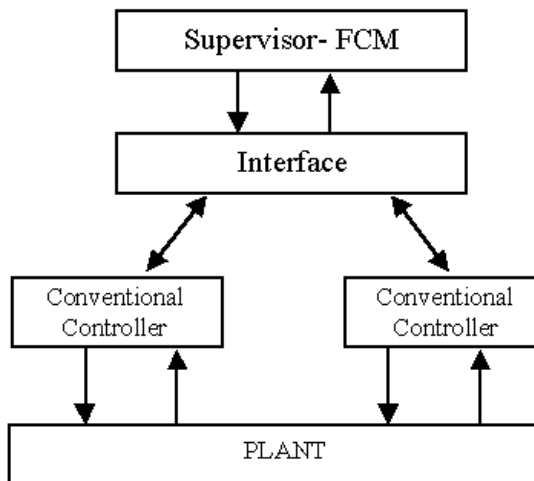 Supervisor- FCM
Interface
Conventional
Controller
Conventional
Controller
PLANT